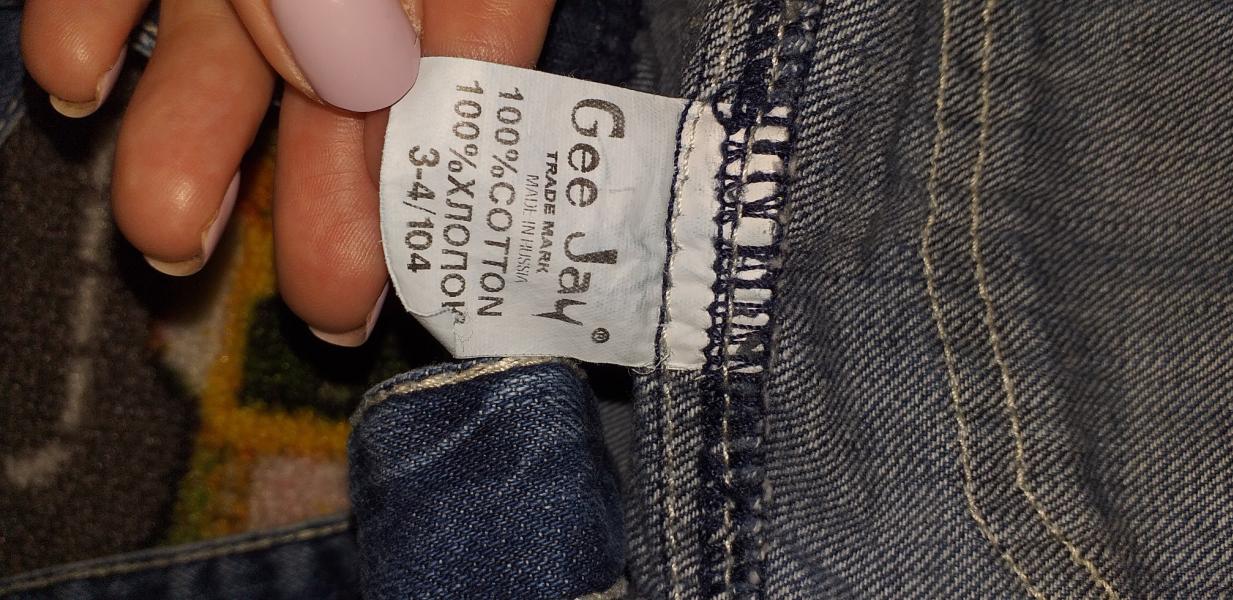 Gee Jay ®
TRADE MARK
MADE IN RUSSIA
100%COTTON
100%ХЛОПОК
3-4/104